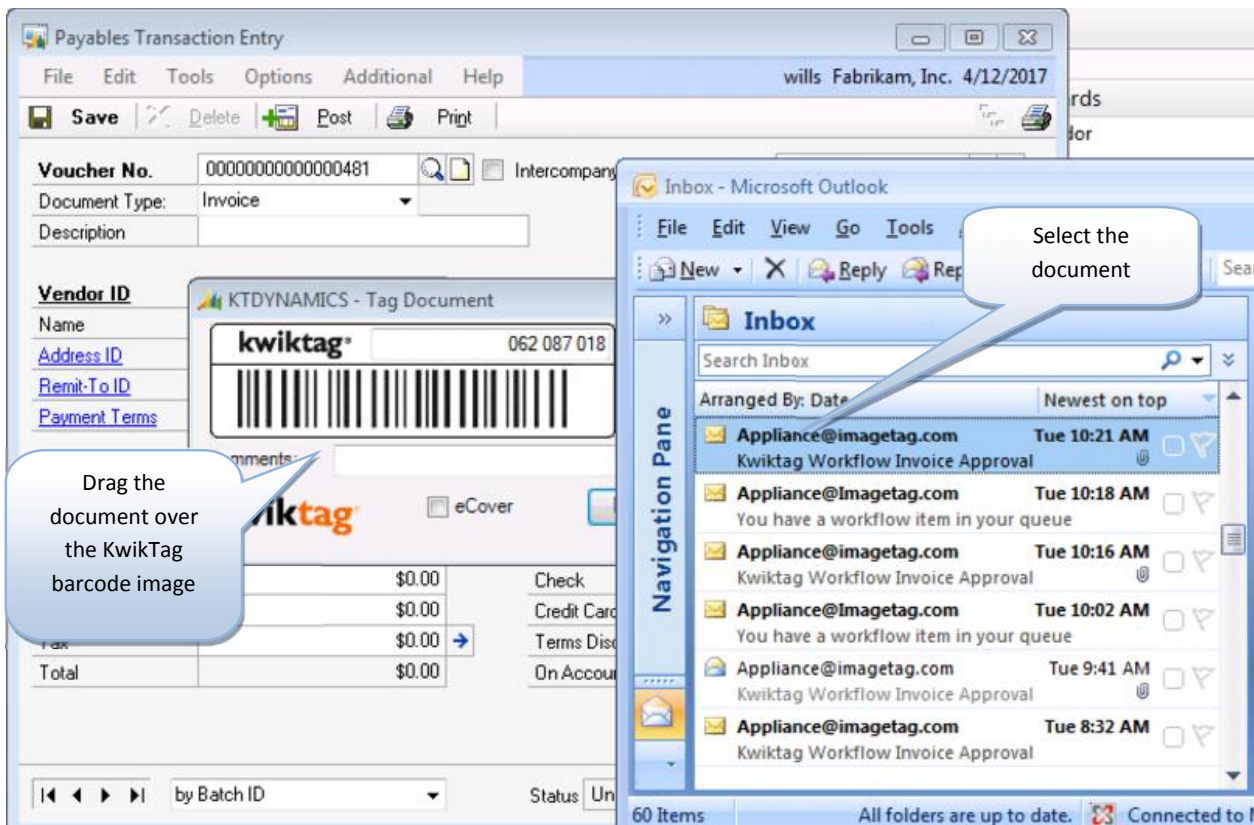 Payables Transaction Entry
File Edit Tools Options Additional Help
wills Fabrikam, Inc. 4/12/2017
Save Delete Post Print
Voucher No. 00000000000000481 Intercompany
Document Type: Invoice
Description
Vendor ID
Name
Address ID
Remit-To ID
Payment Terms
KTDYNAMICS - Tag Document
kwiktag 062 087 018
mments:
iktag eCover
Drag the
document over
the KwikTag
barcode image
$0.00 Check
$0.00 Credit Card
Tax $0.00 Terms Disc
Total $0.00 On Accou
by Batch ID Status Un
rds
dor
Inbox - Microsoft Outlook
File Edit View Go Tools
New Reply Rep Sea
Select the
document
Navigation Pane
Inbox
Search Inbox
Arranged By: Date Newest on top
Appliance@imagetag.com Tue 10:21 AM
Kwiktag Workflow Invoice Approval
Appliance@Imagetag.com Tue 10:18 AM
You have a workflow item in your queue
Appliance@imagetag.com Tue 10:16 AM
Kwiktag Workflow Invoice Approval
Appliance@Imagetag.com Tue 10:02 AM
You have a workflow item in your queue
Appliance@imagetag.com Tue 9:41 AM
Kwiktag Workflow Invoice Approval
Appliance@imagetag.com Tue 8:32 AM
Kwiktag Workflow Invoice Approval
60 Items All folders are up to date. Connected to